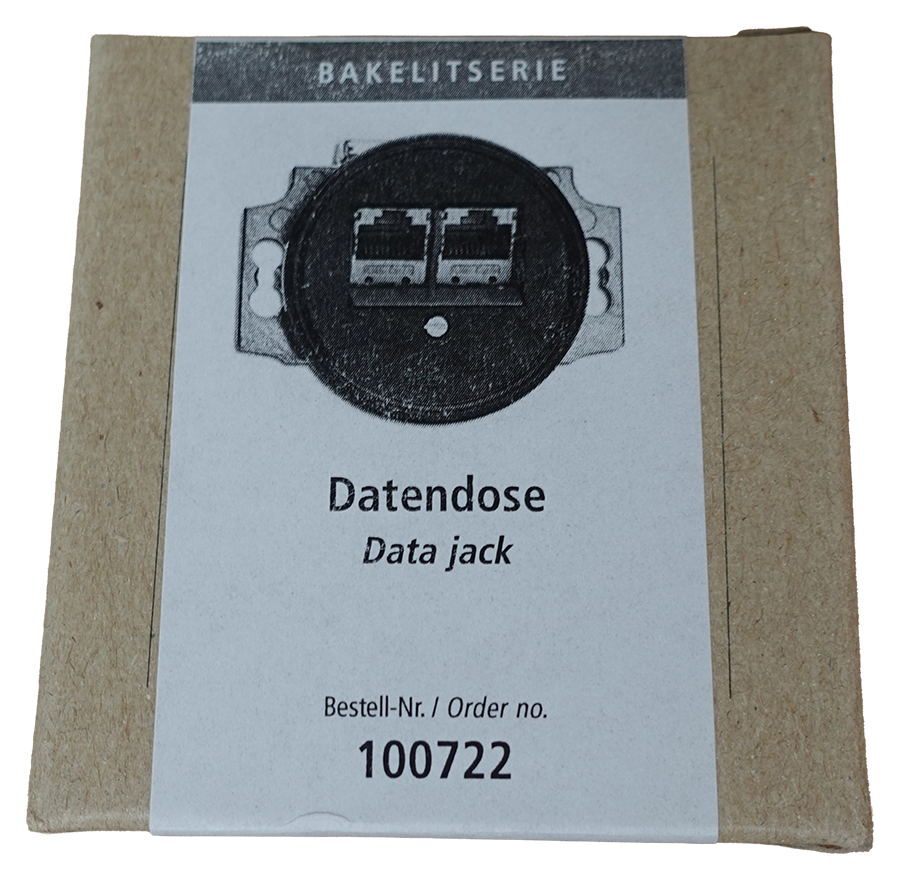 BAKELITSERIE
Datendose
Data jack
Bestell-Nr. / Order no.
100722